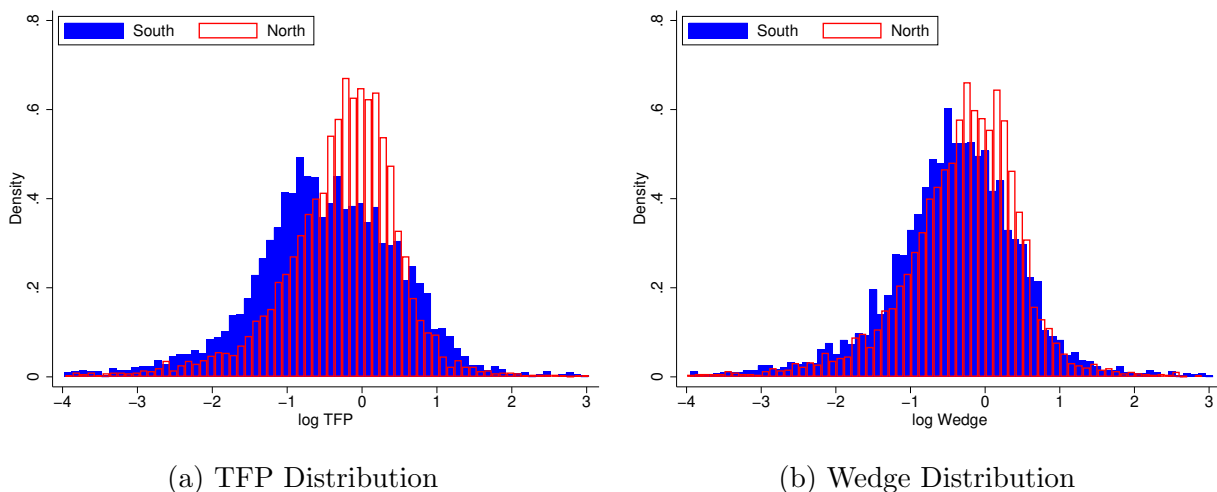 South North
Density
0 .2 .4 .6 .8
−4 −3 −2 −1 0 1 2 3
log TFP
(a) TFP Distribution
South North
Density
0 .2 .4 .6 .8
−4 −3 −2 −1 0 1 2 3
log Wedge
(b) Wedge Distribution